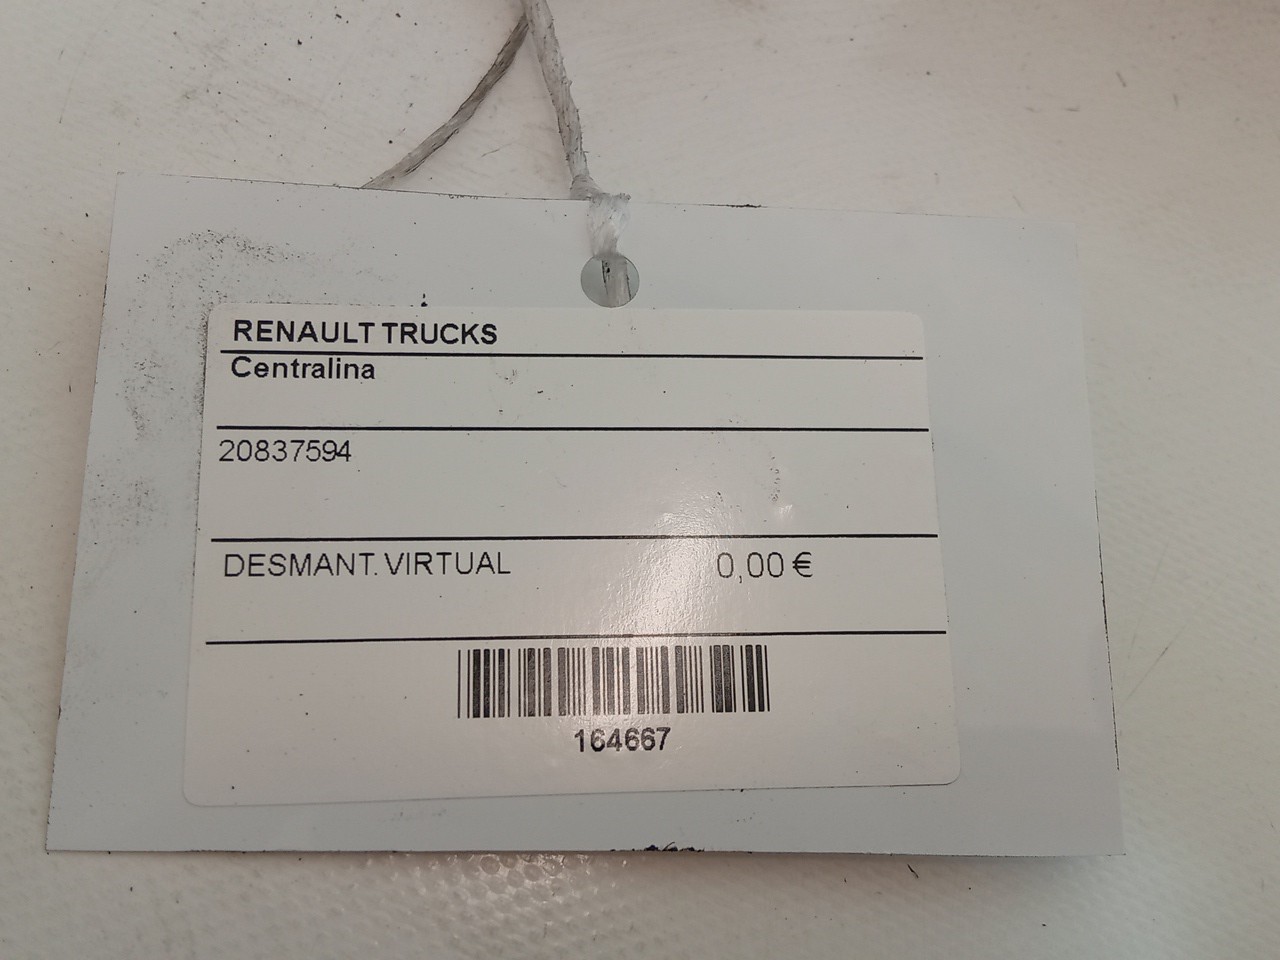 RENAULT TRUCKS
Centralina
20837594
DESMANT. VIRTUAL 0,00 €
164667